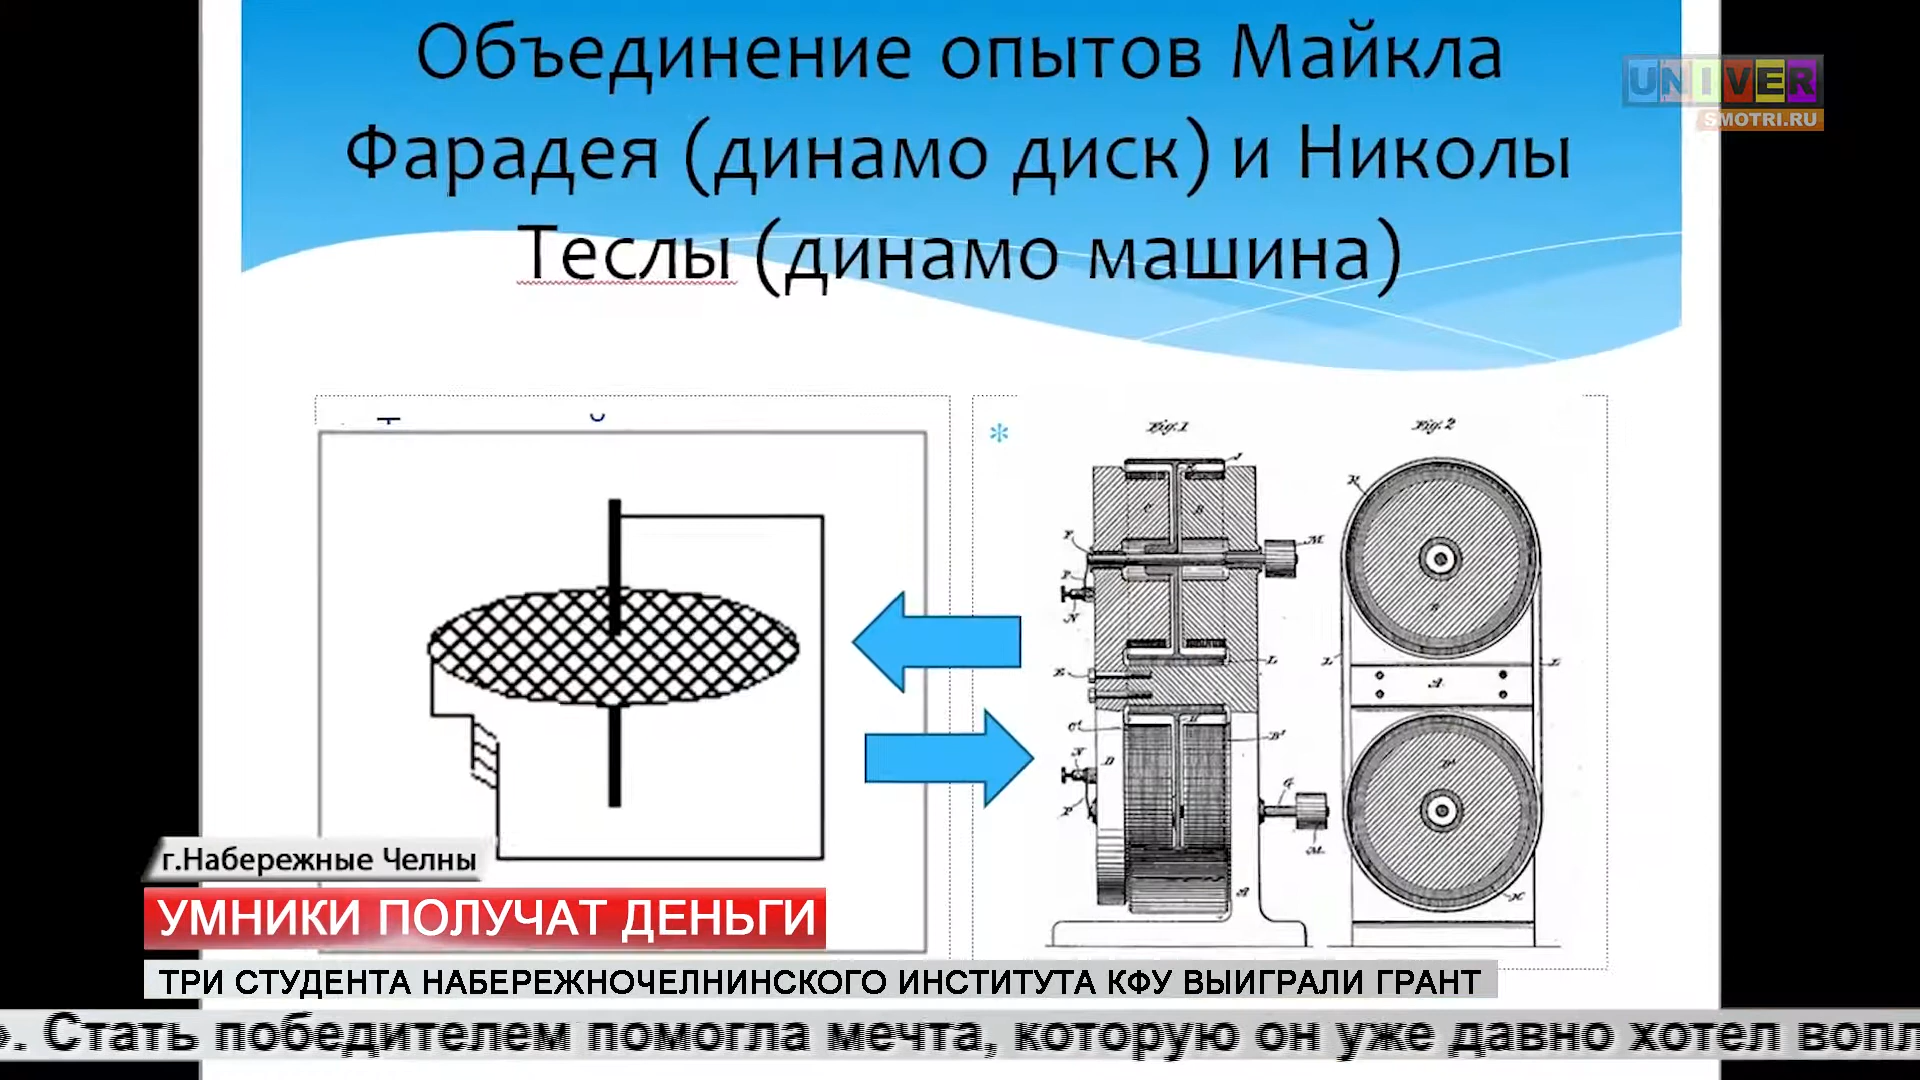 Объединение опытов Майкла
Фарадея (динамо диск) и Николы
Теслы (динамо машина)
UNIVER
SMOTRI.RU
*
Fig. 1
Fig. 2
J
C
B
F
M
P
N
H
B
L
E
L
L
A
C'
B'
N
D
P
G
M
A
B'
H
г.Набережные Челны
УМНИКИ ПОЛУЧАТ ДЕНЬГИ
ТРИ СТУДЕНТА НАБЕРЕЖНОЧЕЛНИНСКОГО ИНСТИТУТА КФУ ВЫИГРАЛИ ГРАНТ
. Стать победителем помогла мечта, которую он уже давно хотел вопл